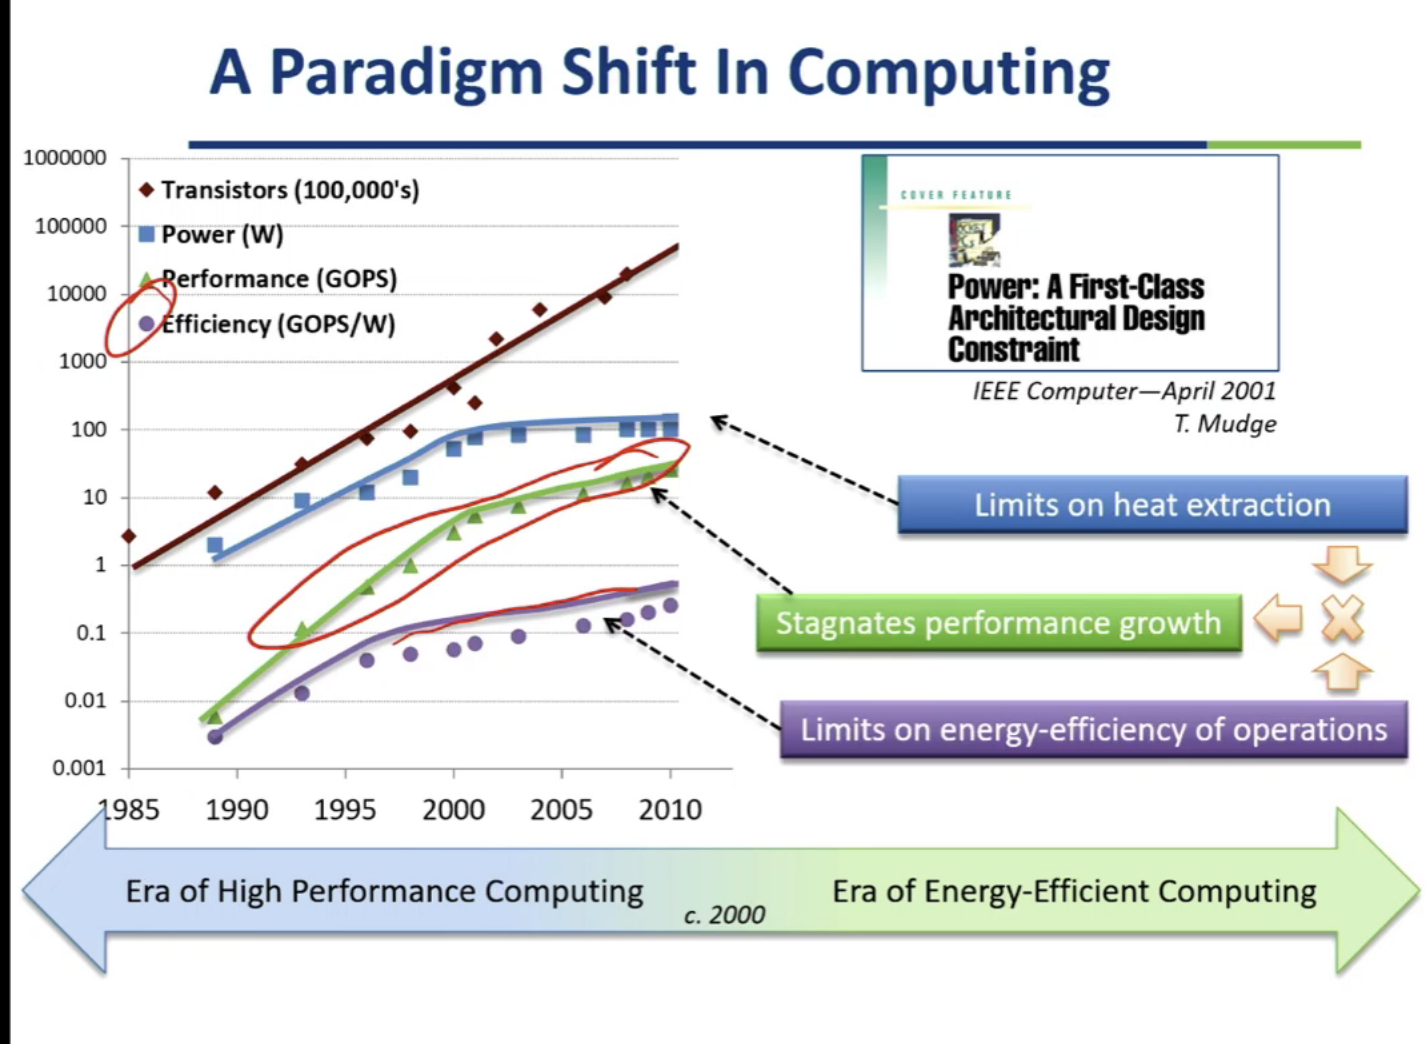 A Paradigm Shift In Computing
1000000
100000
10000
1000
100
10
1
0.1
0.01
0.001
Transistors (100,000's)
Power (W)
Performance (GOPS)
Efficiency (GOPS/W)
1985 1990 1995 2000 2005 2010
COVER FEATURE
Power: A First-Class
Architectural Design
Constraint
IEEE Computer—April 2001
T. Mudge
Limits on heat extraction
Stagnates performance growth
Limits on energy-efficiency of operations
Era of High Performance Computing
c. 2000
Era of Energy-Efficient Computing